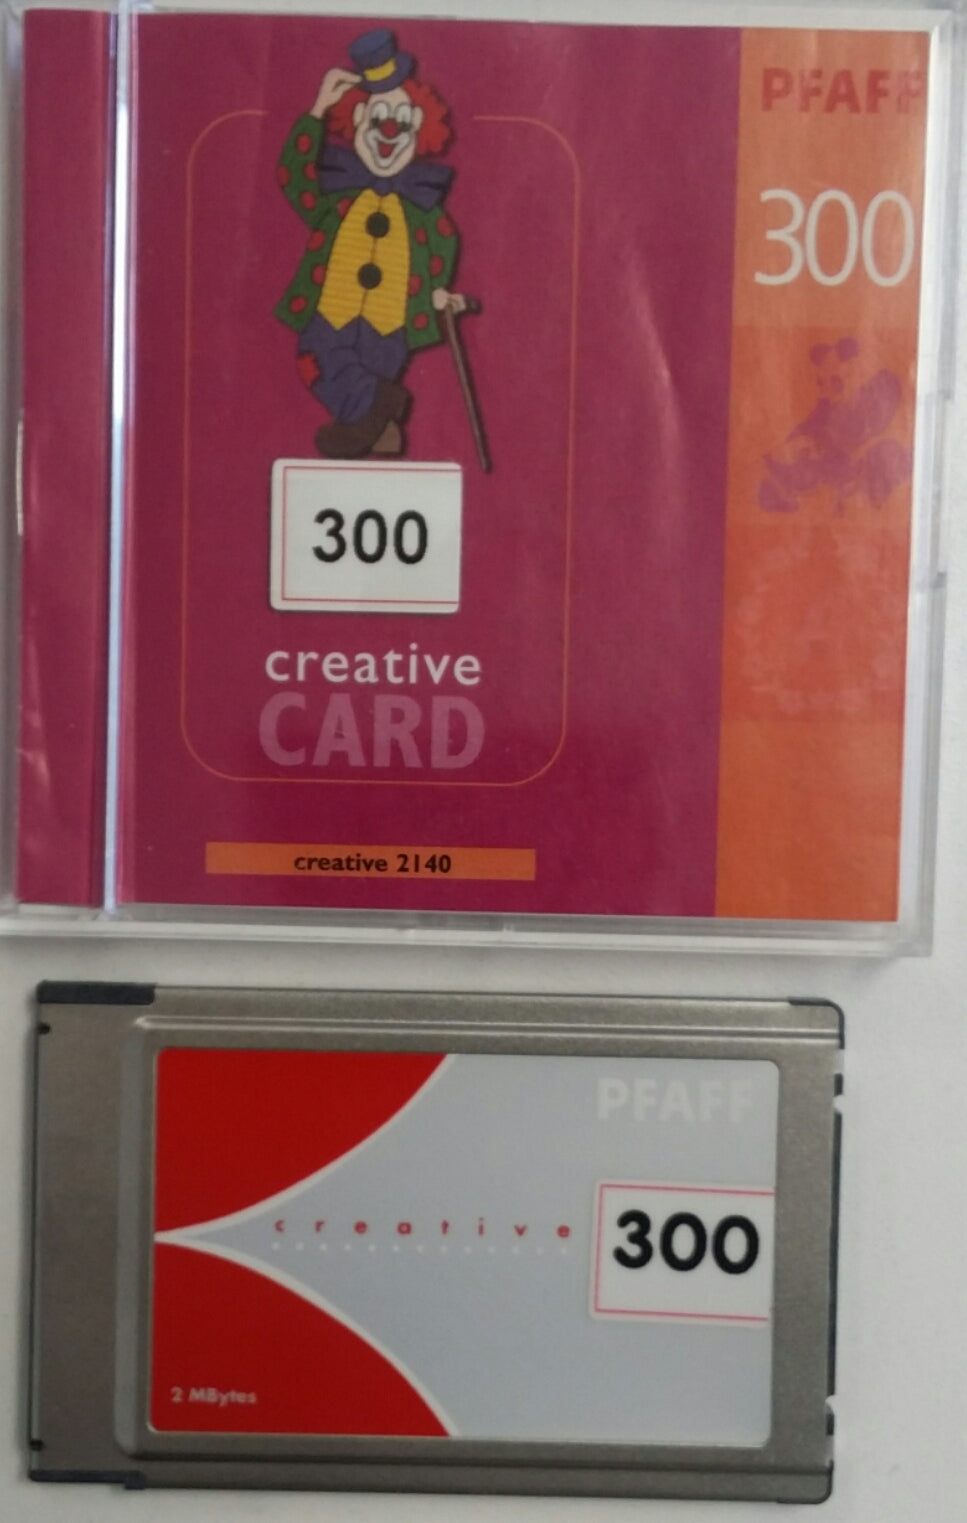 PFAFF
300
300
creative
CARD
creative 2140
PFAFF
creative
300
2 MBytes